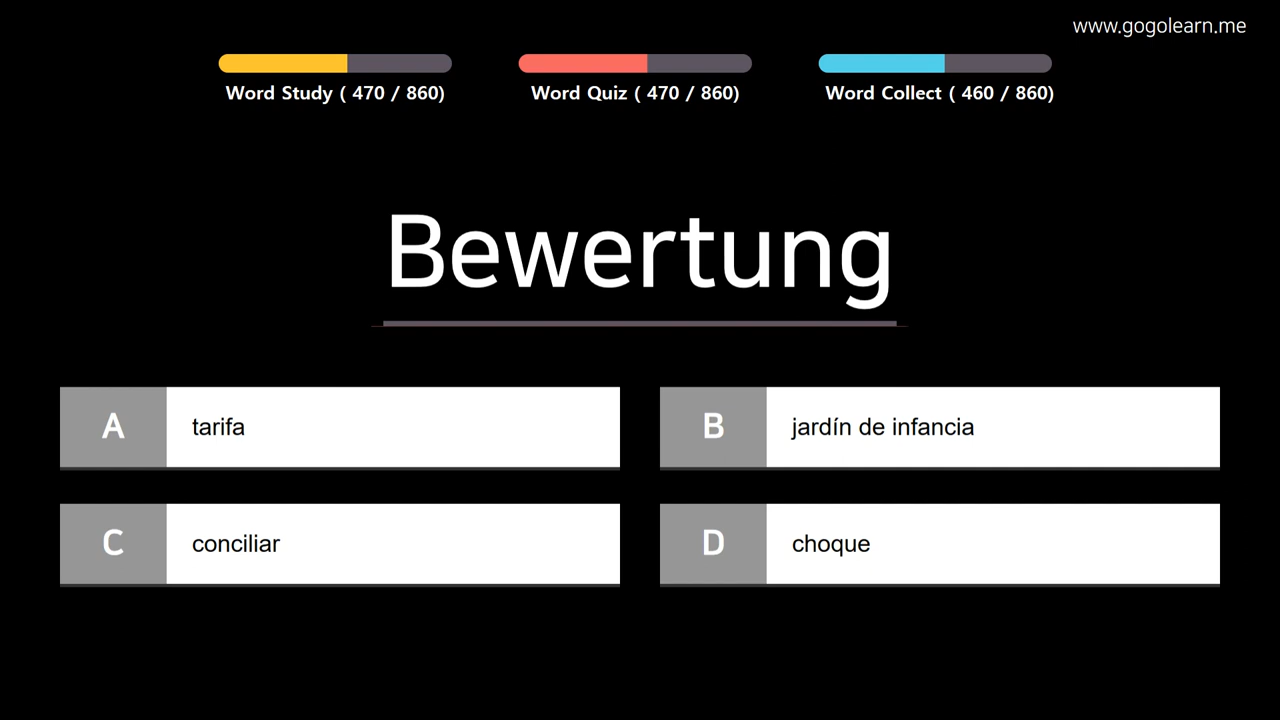 www.gogolearn.me
Word Study ( 470 / 860)
Word Quiz ( 470 / 860)
Word Collect ( 460 / 860)
Bewertung
A tarifa
B jardín de infancia
C conciliar
D choque